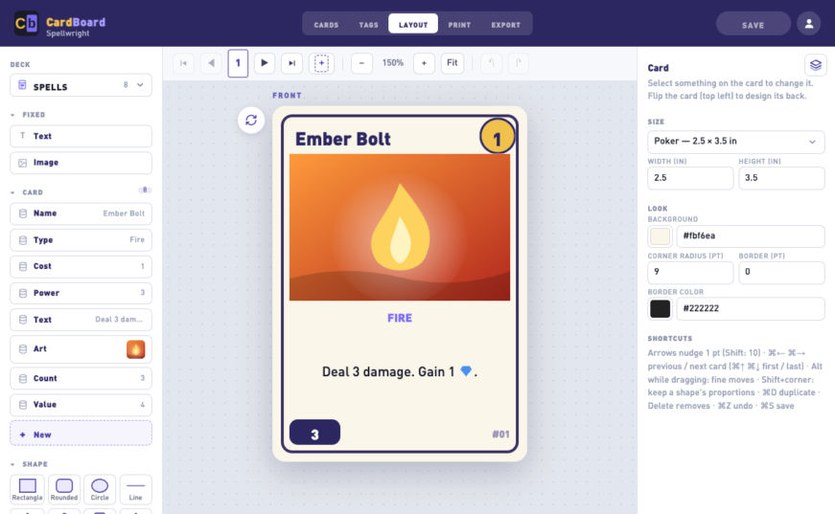 Cb
CardBoard
Spellwright
CARDS TAGS LAYOUT PRINT EXPORT
SAVE
DECK
SPELLS 8
FIXED
T Text
Image
CARD 8
Name Ember Bolt
Type Fire
Cost 1
Power 3
Text Deal 3 dam...
Art
Count 3
Value 4
+ New
SHAPE
Rectangle Rounded Circle Line
1
− 150% + Fit
FRONT
Ember Bolt 1
FIRE
Deal 3 damage. Gain 1 .
3 #01
Card
Select something on the card to change it.
Flip the card (top left) to design its back.
SIZE
Poker — 2.5 × 3.5 in
WIDTH (IN) HEIGHT (IN)
2.5 3.5
LOOK
BACKGROUND
#fbf6ea
CORNER RADIUS (PT) BORDER (PT)
9 0
BORDER COLOR
#222222
SHORTCUTS
Arrows nudge 1 pt (Shift: 10) · ⌘← ⌘→
previous / next card (⌘↑ ⌘↓ first / last) · Alt
while dragging: fine moves · Shift+corner:
keep a shape's proportions · ⌘D duplicate ·
Delete removes · ⌘Z undo · ⌘S save